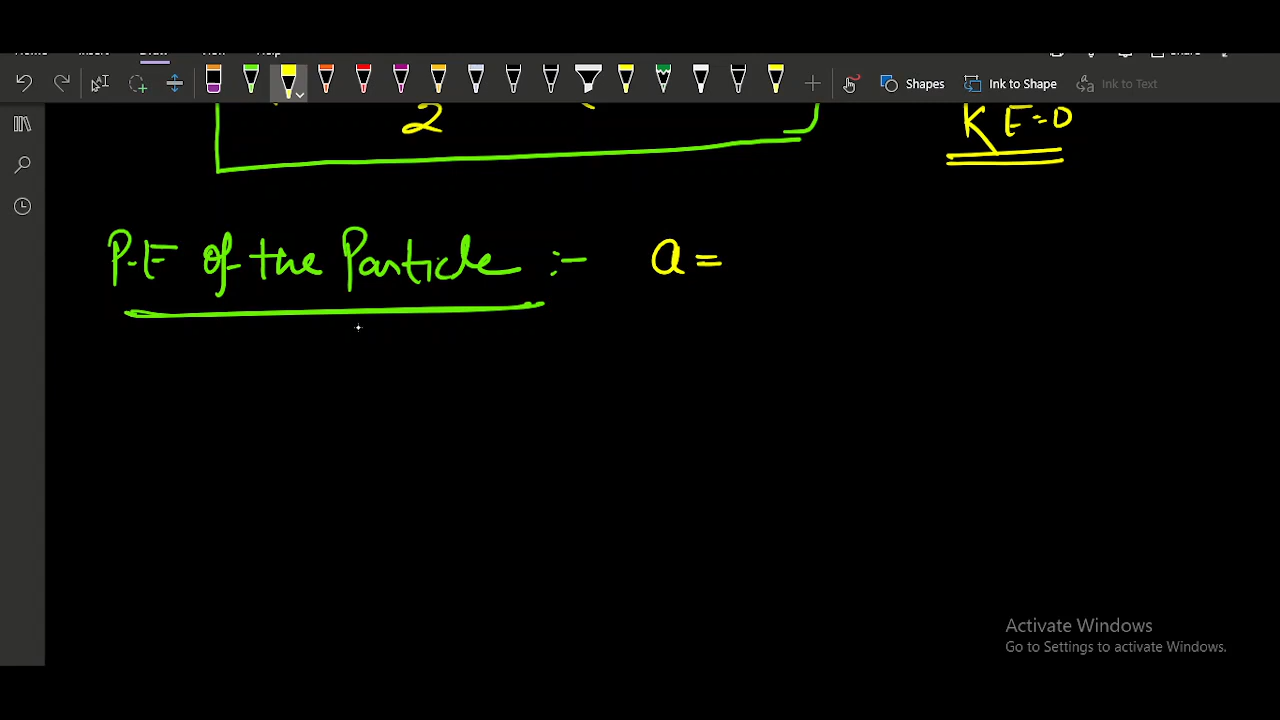 Shapes
Ink to Shape
Ink to Text
2
K E=0
P.E of the Particle :- a =
Activate Windows
Go to Settings to activate Windows.